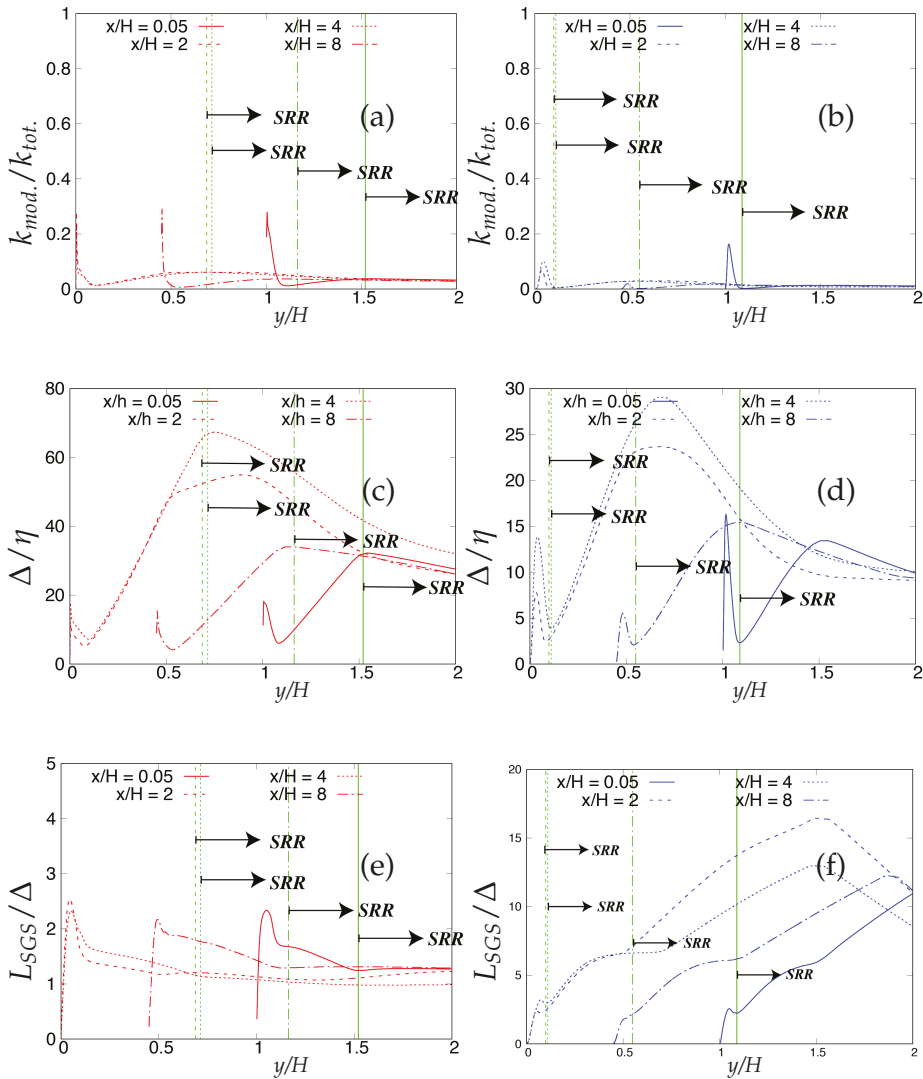 x/H = 0.05
x/H = 4
x/H = 2
x/H = 8
1
0.8
0.6
0.4
0.2
0
0
0.5
1
1.5
2
k_mod./k_tot.
y/H
(a)
SRR
SRR
SRR
SRR
x/H = 0.05
x/H = 4
x/H = 2
x/H = 8
1
0.8
0.6
0.4
0.2
0
0
0.5
1
1.5
2
k_mod./k_tot.
y/H
(b)
SRR
SRR
SRR
SRR
x/h = 0.05
x/h = 4
x/h = 2
x/h = 8
80
60
40
20
0
0
0.5
1
1.5
2
Δ/η
y/H
(c)
SRR
SRR
SRR
SRR
x/h = 0.05
x/h = 4
x/h = 2
x/h = 8
30
25
20
15
10
5
0
0
0.5
1
1.5
2
Δ/η
y/H
(d)
SRR
SRR
SRR
SRR
x/H = 0.05
x/H = 4
x/H = 2
x/H = 8
5
4
3
2
1
0
0
0.5
1
1.5
2
L_SGS/Δ
y/H
(e)
SRR
SRR
SRR
SRR
x/H = 0.05
x/H = 4
x/H = 2
x/H = 8
20
15
10
5
0
0
0.5
1
1.5
2
L_SGS/Δ
y/H
(f)
SRR
SRR
SRR
SRR